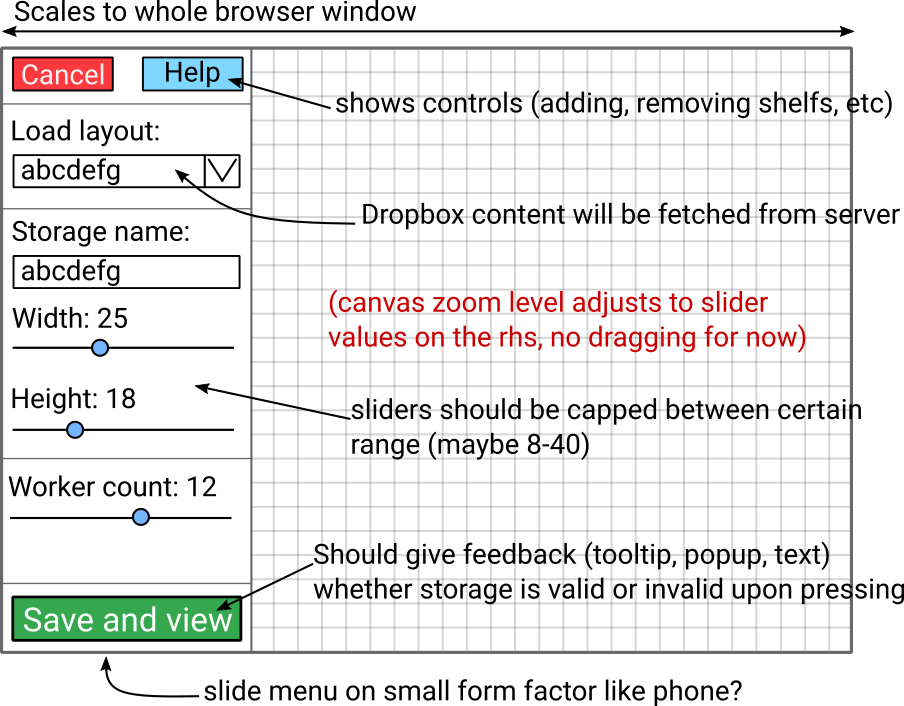 Scales to whole browser window
Cancel
Help
shows controls (adding, removing shelfs, etc)
Load layout:
abcdefg
Dropbox content will be fetched from server
Storage name:
abcdefg
(canvas zoom level adjusts to slider
values on the rhs, no dragging for now)
Width: 25
Height: 18
sliders should be capped between certain
range (maybe 8-40)
Worker count: 12
Should give feedback (tooltip, popup, text)
whether storage is valid or invalid upon pressing
Save and view
slide menu on small form factor like phone?